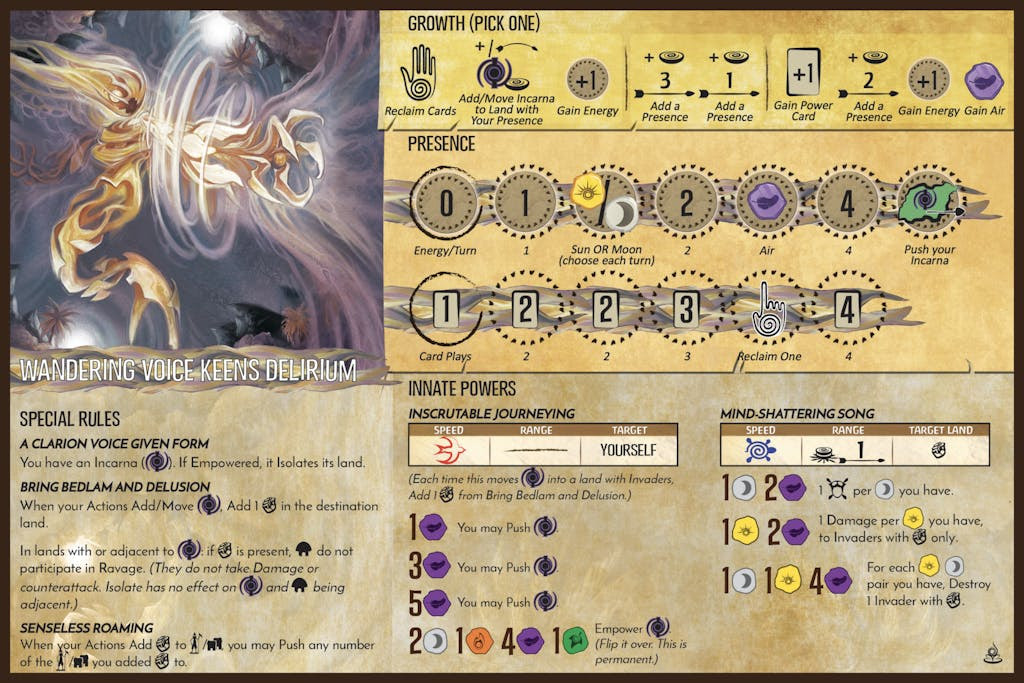 GROWTH (PICK ONE)
Reclaim Cards
+/
Add/Move Incarna
to Land with
Your Presence
+1
Gain Energy
+
3
Add a
Presence
+
1
Add a
Presence
+1
Gain Power
Card
+
2
Add a
Presence
+1
Gain Energy
Gain Air
PRESENCE
0
1
/
2
4
Energy/Turn
1
Sun OR Moon
(choose each turn)
2
Air
4
Push your
Incarna
1
2
2
3
4
Card Plays
2
2
3
Reclaim One
4
WANDERING VOICE KEENS DELIRIUM
SPECIAL RULES
A CLARION VOICE GIVEN FORM
You have an Incarna ( ). If Empowered, it Isolates its land.
BRING BEDLAM AND DELUSION
When your Actions Add/Move , Add 1 in the destination
land.
In lands with or adjacent to : if is present, do not
participate in Ravage. (They do not take Damage or
counterattack. Isolate has no effect on and being
adjacent.)
SENSELESS ROAMING
When your Actions Add to / , you may Push any number
of the / you added to.
INNATE POWERS
INSCRUTABLE JOURNEYING
SPEED RANGE TARGET
YOURSELF
(Each time this moves into a land with Invaders,
Add 1 from Bring Bedlam and Delusion.)
1 You may Push .
3 You may Push .
5 You may Push .
2 1 4 1 Empower .
(Flip it over. This is
permanent.)
MIND-SHATTERING SONG
SPEED RANGE TARGET LAND
1
1 2 1 per you have.
1 2 1 Damage per you have,
to Invaders with only.
1 1 4 For each
pair you have, Destroy
1 Invader with .